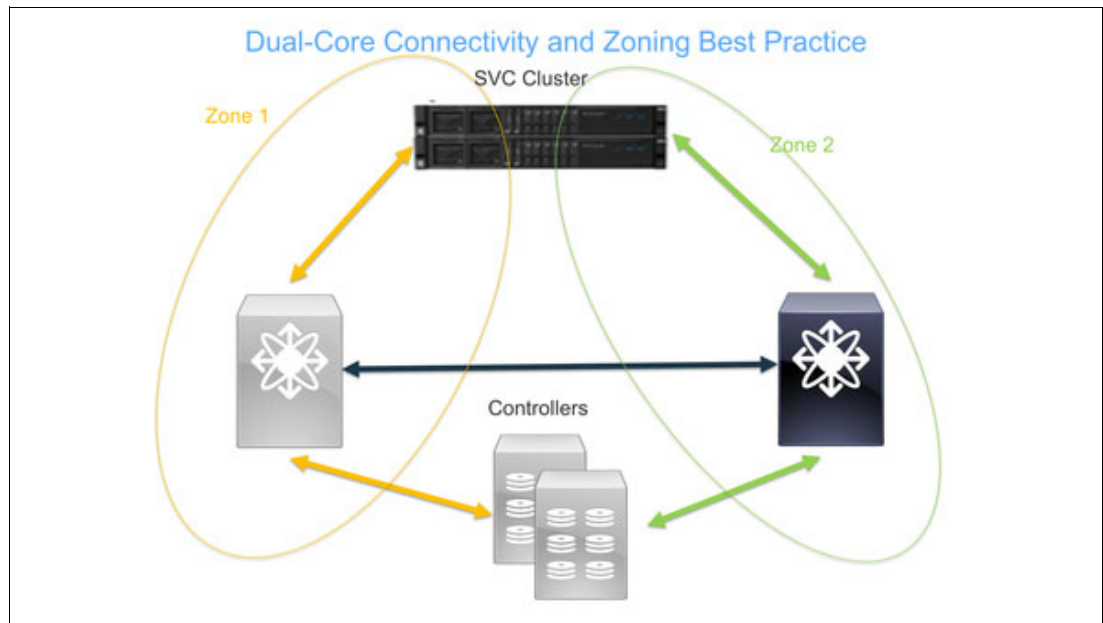 Dual-Core Connectivity and Zoning Best Practice
SVC Cluster
Zone 1
Zone 2
Controllers